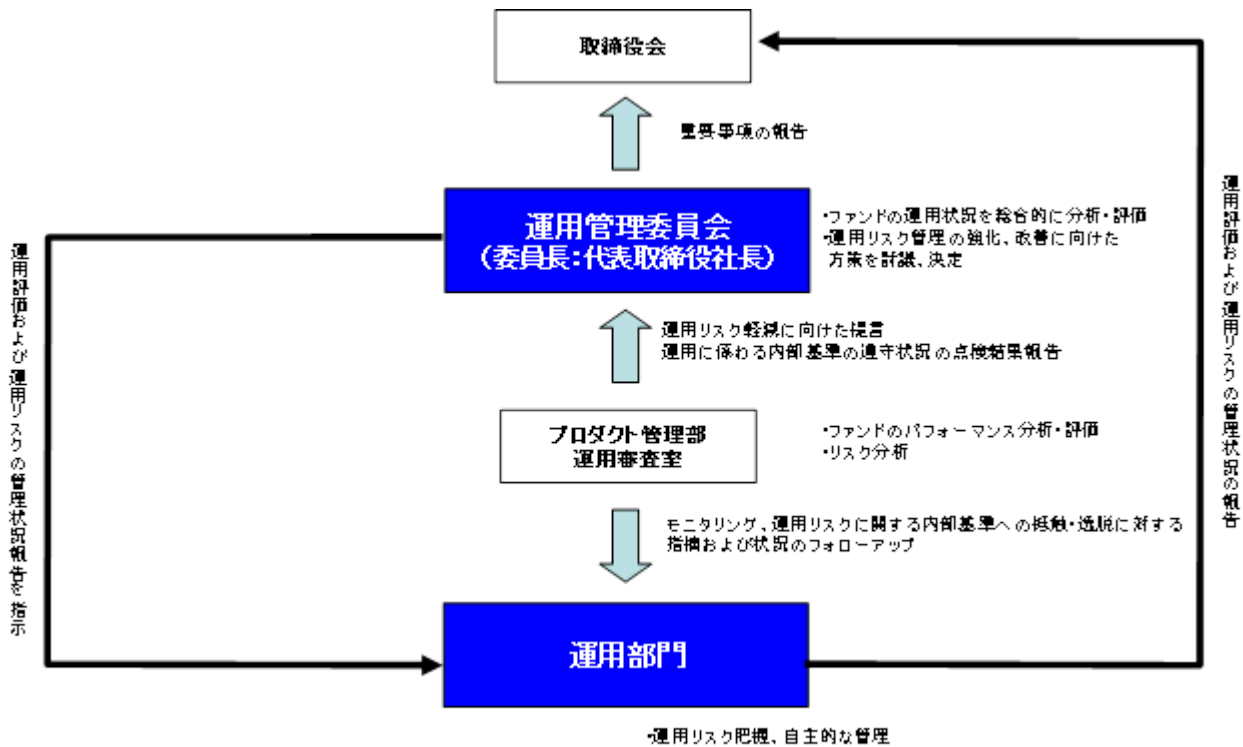 取締役会
重要事項の報告
運用管理委員会
(委員長:代表取締役社長)
・ファンドの運用状況を総合的に分析・評価
・運用リスク管理の強化、改善に向けた
方策を討議、決定
運用リスク軽減に向けた提言
運用に係わる内部基準の遵守状況の点検結果報告
プロダクト管理部
運用審査室
・ファンドのパフォーマンス分析・評価
・リスク分析
モニタリング、運用リスクに関する内部基準への抵触・逸脱に対する
指摘および状況のフォローアップ
運用部門
・運用リスク把握、自主的な管理
運用評価および運用リスクの管理状況報告を指示
運用評価および運用リスクの管理状況の報告